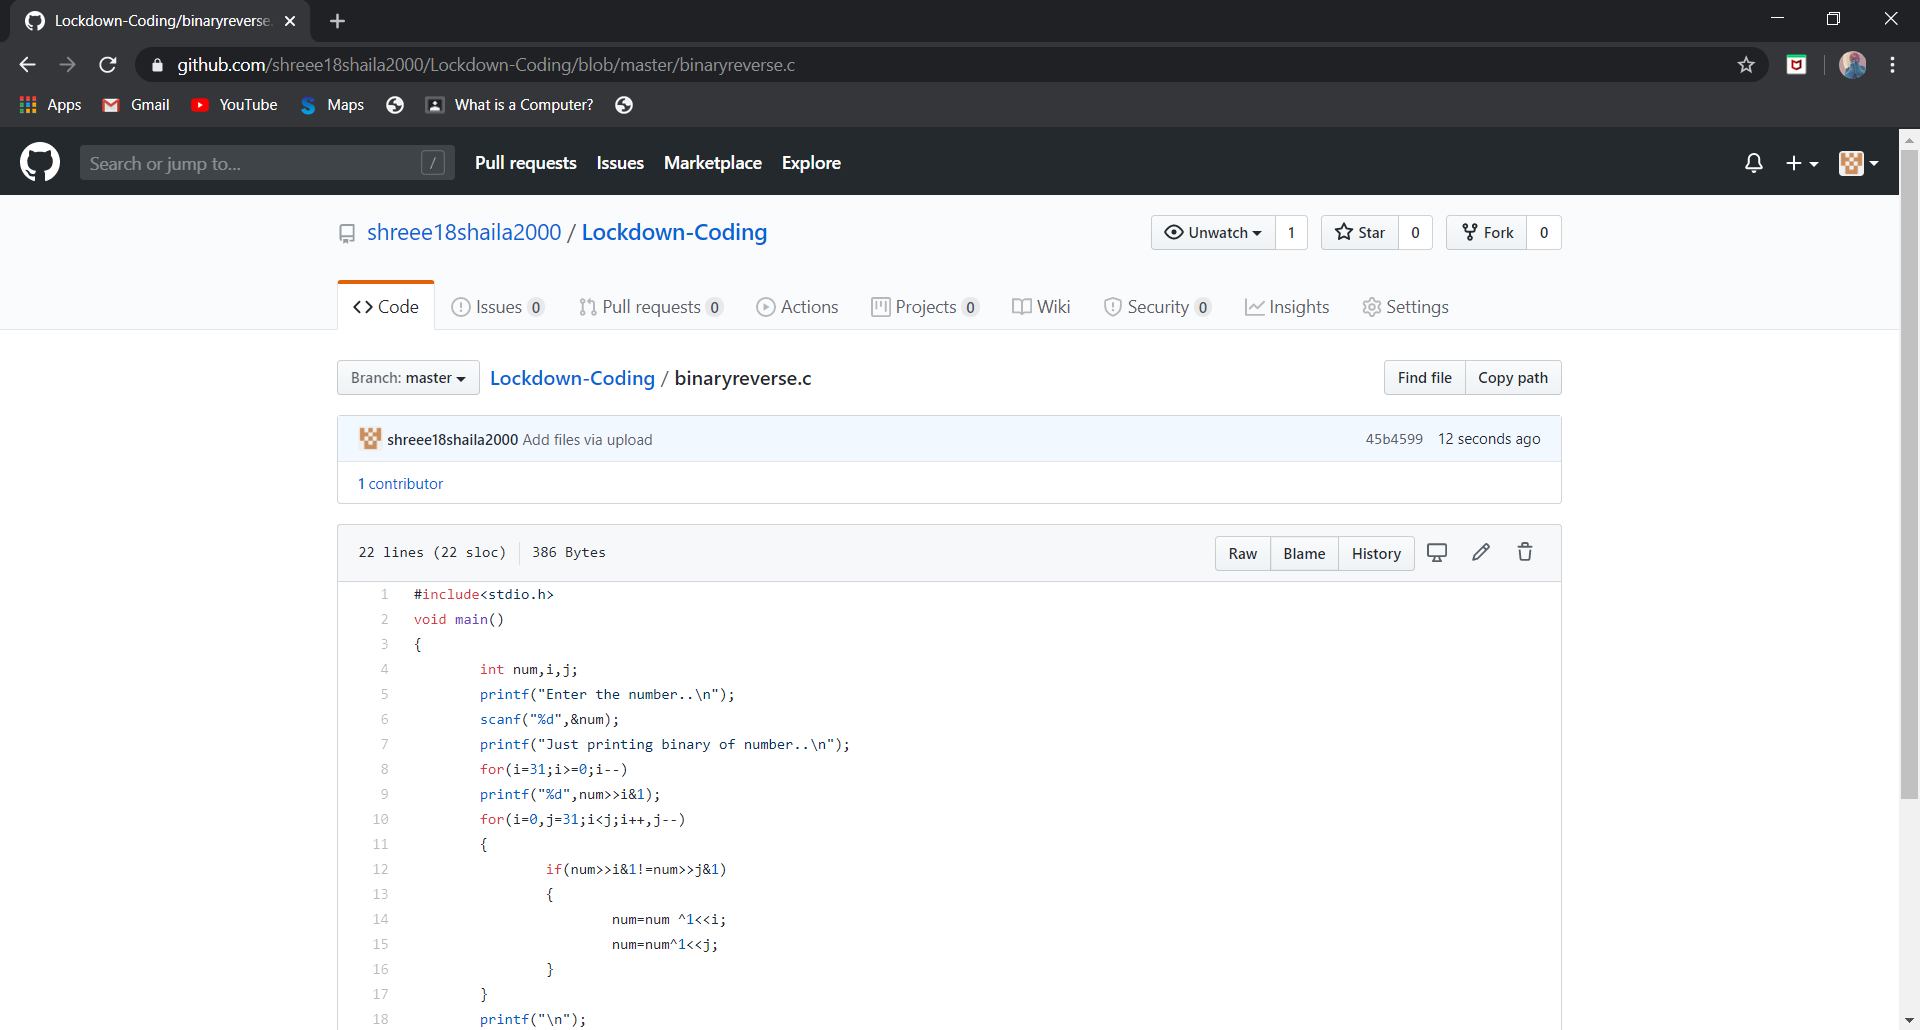 Lockdown-Coding/binaryreverse.
github.com/shreee18shaila2000/Lockdown-Coding/blob/master/binaryreverse.c
Apps Gmail YouTube Maps What is a Computer?
Search or jump to... / Pull requests Issues Marketplace Explore
shreee18shaila2000 / Lockdown-Coding Unwatch 1 Star 0 Fork 0
Code Issues 0 Pull requests 0 Actions Projects 0 Wiki Security 0 Insights Settings
Branch: master Lockdown-Coding / binaryreverse.c Find file Copy path
shreee18shaila2000 Add files via upload 45b4599 12 seconds ago
1 contributor
22 lines (22 sloc) 386 Bytes Raw Blame History
1 #include<stdio.h>
2 void main()
3 {
4 int num,i,j;
5 printf("Enter the number..\n");
6 scanf("%d",&num);
7 printf("Just printing binary of number..\n");
8 for(i=31;i>=0;i--)
9 printf("%d",num>>i&1);
10 for(i=0,j=31;i<j;i++,j--)
11 {
12 if(num>>i&1!=num>>j&1)
13 {
14 num=num ^1<<i;
15 num=num^1<<j;
16 }
17 }
18 printf("\n");